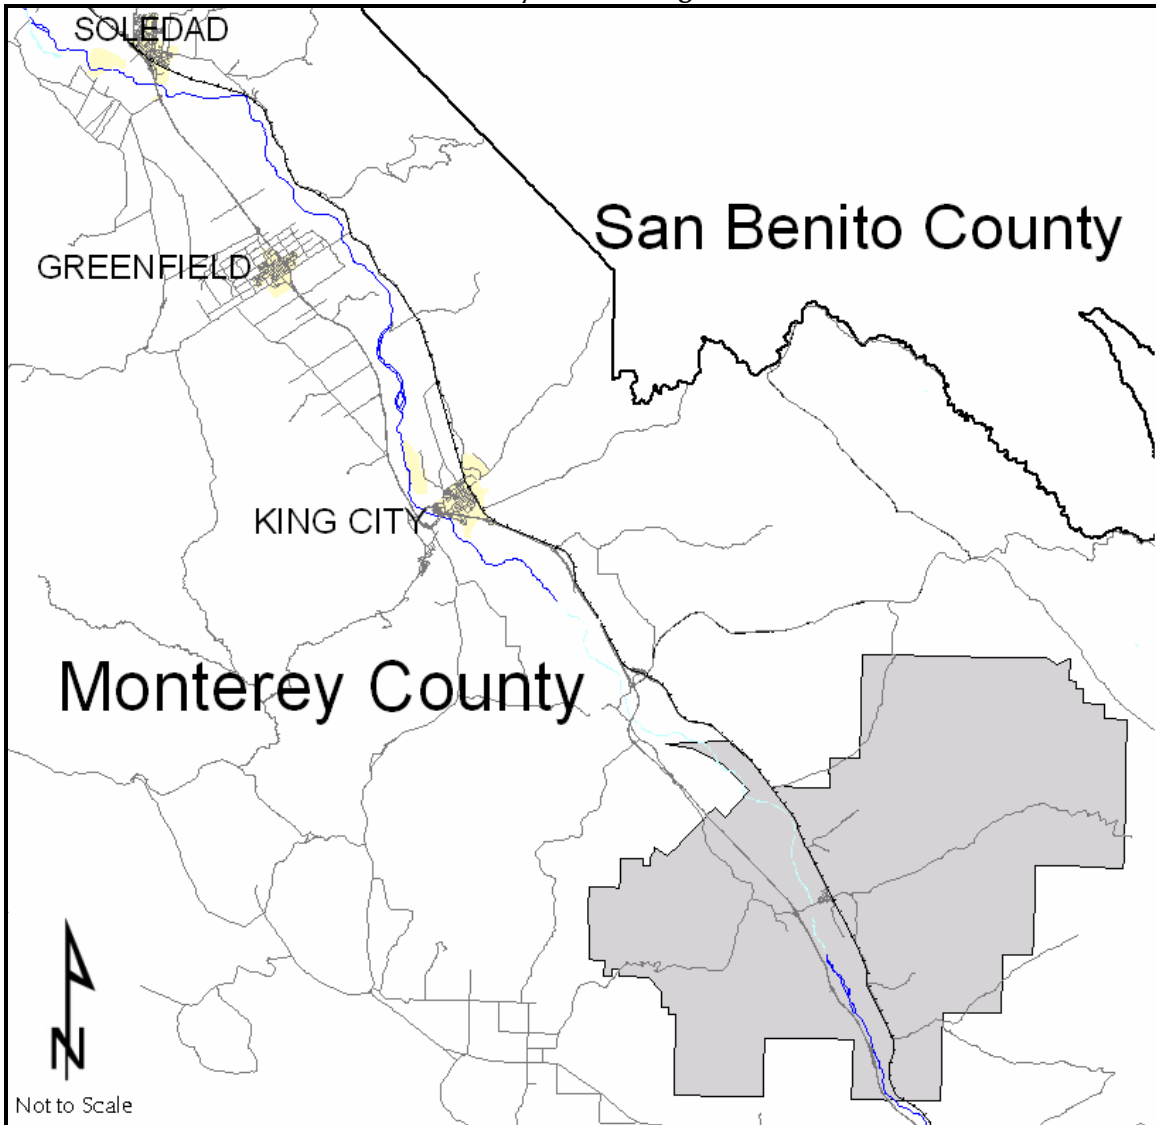 SOLEDAD
San Benito County
GREENFIELD
KING CITY
Monterey County
N
Not to Scale